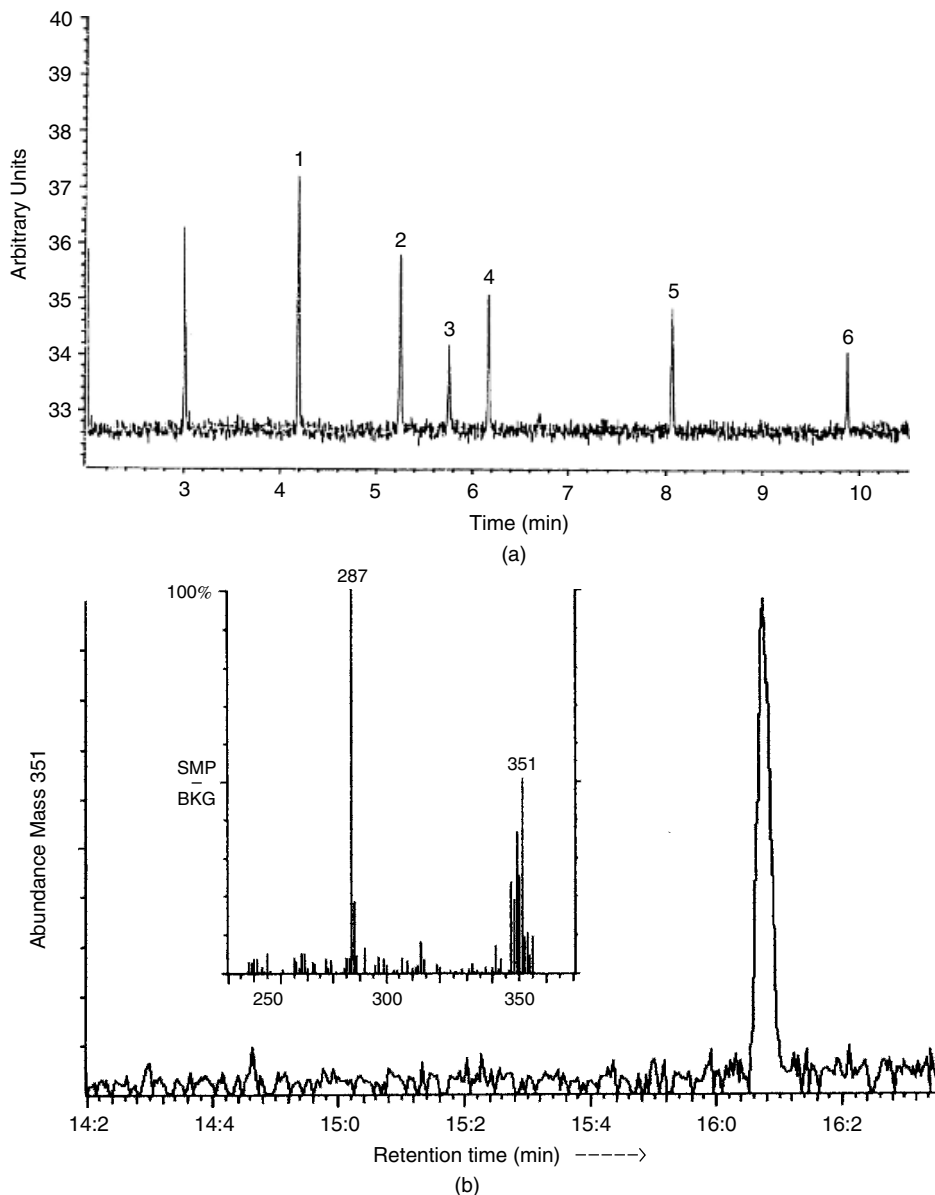 40
39
38
37
36
35
34
33
Arbitrary Units
1
2
3
4
5
6
3 4 5 6 7 8 9 10
Time (min)
(a)
287
100%
351
SMP
–
BKG
250 300 350
Abundance Mass 351
14:2 14:4 15:0 15:2 15:4 16:0 16:2
Retention time (min) ----->
(b)